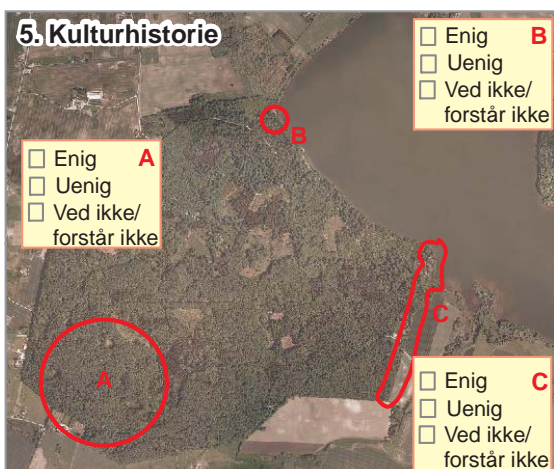 5. Kulturhistorie
B
Enig
Uenig
Ved ikke/
forstår ikke
B
A
Enig
Uenig
Ved ikke/
forstår ikke
A
C
C
Enig
Uenig
Ved ikke/
forstår ikke